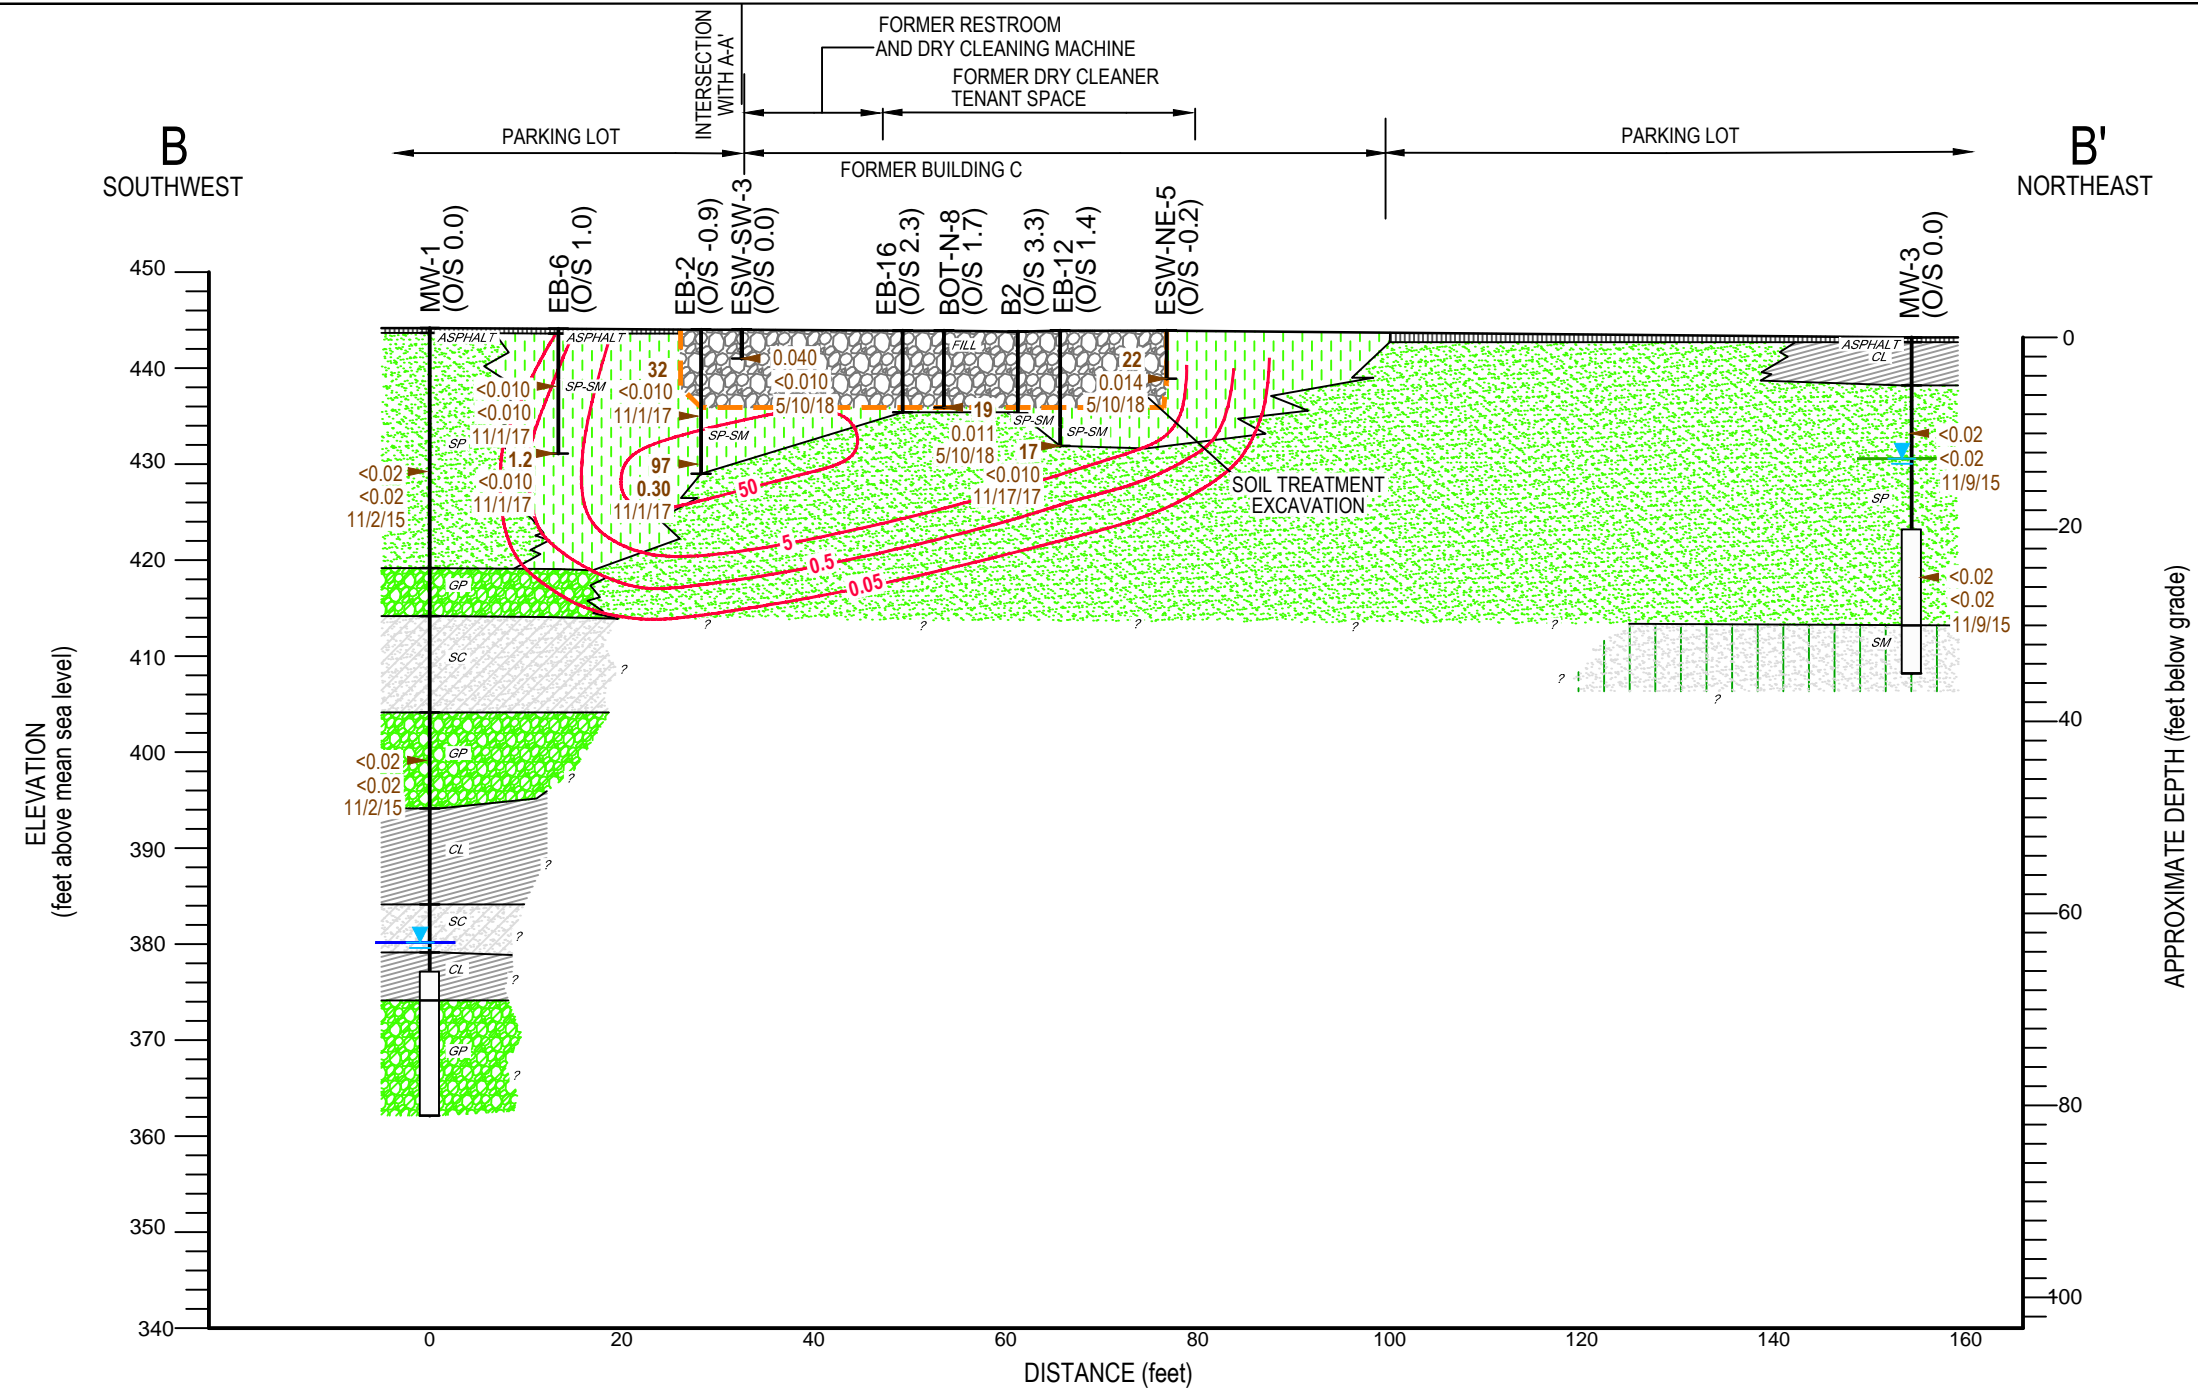 INTERSECTION
WITH A-A'
FORMER RESTROOM
AND DRY CLEANING MACHINE
FORMER DRY CLEANER
TENANT SPACE
B
SOUTHWEST
PARKING LOT
FORMER BUILDING C
PARKING LOT
B'
NORTHEAST
MW-1
(O/S 0.0)
EB-6
(O/S 1.0)
EB-2
(O/S -0.9)
ESW-SW-3
(O/S 0.0)
EB-16
(O/S 2.3)
BOT-N-8
(O/S 1.7)
B2
(O/S 3.3)
EB-12
(O/S 1.4)
ESW-NE-5
(O/S -0.2)
MW-3
(O/S 0.0)
450
440
430
420
410
400
390
380
370
360
350
340
ELEVATION
(feet above mean sea level)
ASPHALT
SP
<0.02
<0.02
11/2/15
GP
SC
GP
<0.02
<0.02
11/2/15
CL
SC
CL
GP
ASPHALT
SP-SM
<0.010
<0.010
11/1/17
1.2
<0.010
11/1/17
32
<0.010
11/1/17
SP-SM
97
0.30
11/1/17
0.040
<0.010
5/10/18
FILL
19
0.011
5/10/18
SP-SM
SP-SM
17
<0.010
11/17/17
22
0.014
5/10/18
SOIL TREATMENT
EXCAVATION
50
5
0.5
0.05
ASPHALT
CL
<0.02
<0.02
11/9/15
SP
<0.02
<0.02
11/9/15
SM
?
?
?
?
?
?
?
?
?
?
?
?
?
?
0
20
40
60
80
100
APPROXIMATE DEPTH (feet below grade)
0
20
40
60
80
100
120
140
160
DISTANCE (feet)